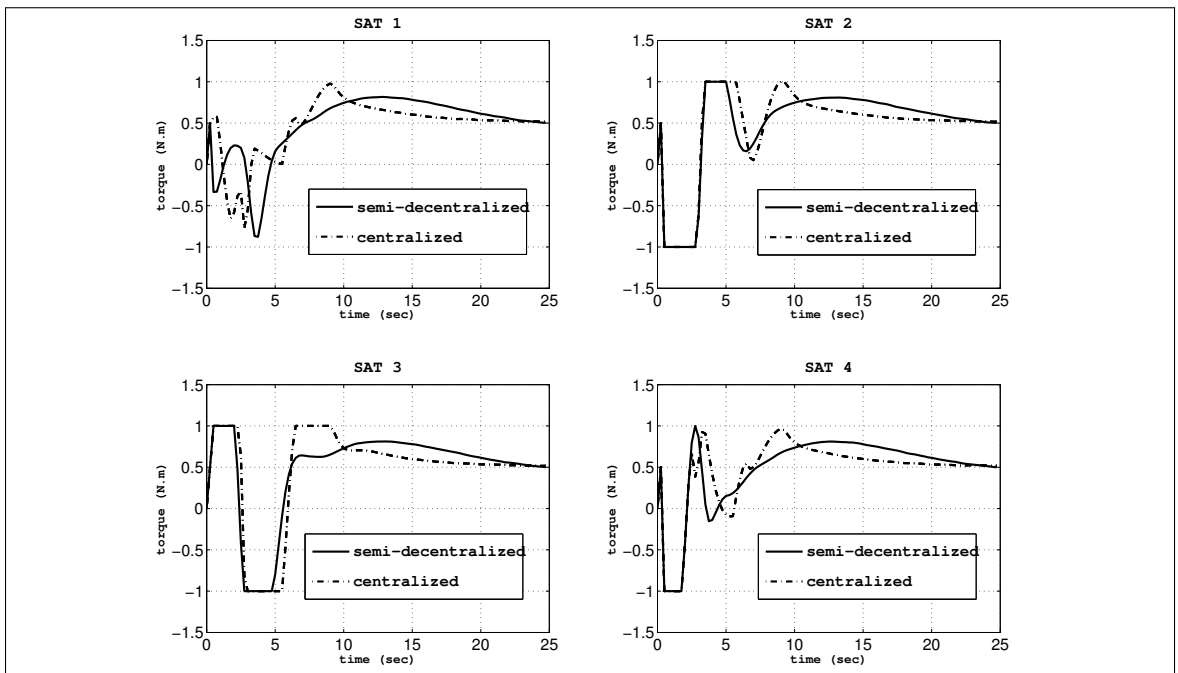 SAT 1
1.5
1
0.5
0
−0.5
−1
−1.5
torque (N.m)
semi-decentralized
centralized
0 5 10 15 20 25
time (sec)
SAT 2
1.5
1
0.5
0
−0.5
−1
−1.5
torque (N.m)
semi-decentralized
centralized
0 5 10 15 20 25
time (sec)
SAT 3
1.5
1
0.5
0
−0.5
−1
−1.5
torque (N.m)
semi-decentralized
centralized
0 5 10 15 20 25
time (sec)
SAT 4
1.5
1
0.5
0
−0.5
−1
−1.5
torque (N.m)
semi-decentralized
centralized
0 5 10 15 20 25
time (sec)